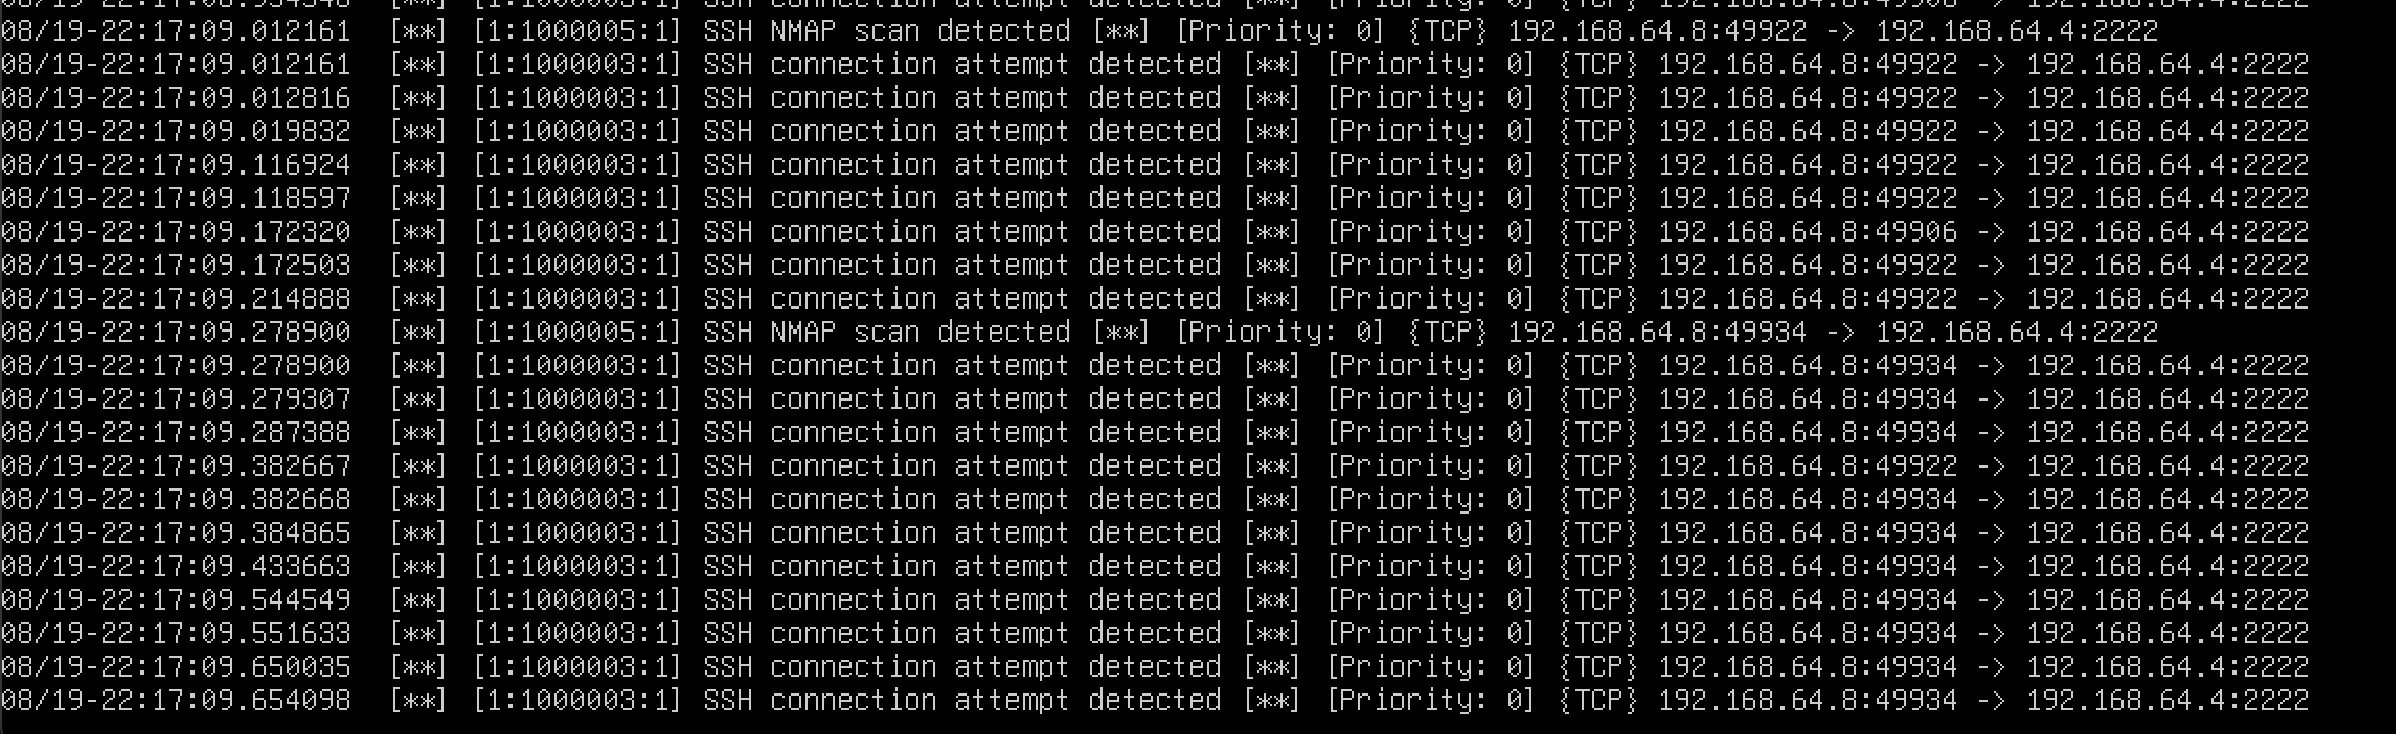 08/19-22:17:08.934348  [**] [1:1000003:1] SSH connection attempt detected [**] [Priority: 0] {TCP} 192.168.64.8:49906 -> 192.168.64.4:2222
08/19-22:17:09.012161  [**] [1:1000005:1] SSH NMAP scan detected [**] [Priority: 0] {TCP} 192.168.64.8:49922 -> 192.168.64.4:2222
08/19-22:17:09.012161  [**] [1:1000003:1] SSH connection attempt detected [**] [Priority: 0] {TCP} 192.168.64.8:49922 -> 192.168.64.4:2222
08/19-22:17:09.012816  [**] [1:1000003:1] SSH connection attempt detected [**] [Priority: 0] {TCP} 192.168.64.8:49922 -> 192.168.64.4:2222
08/19-22:17:09.019832  [**] [1:1000003:1] SSH connection attempt detected [**] [Priority: 0] {TCP} 192.168.64.8:49922 -> 192.168.64.4:2222
08/19-22:17:09.116924  [**] [1:1000003:1] SSH connection attempt detected [**] [Priority: 0] {TCP} 192.168.64.8:49922 -> 192.168.64.4:2222
08/19-22:17:09.118597  [**] [1:1000003:1] SSH connection attempt detected [**] [Priority: 0] {TCP} 192.168.64.8:49922 -> 192.168.64.4:2222
08/19-22:17:09.172320  [**] [1:1000003:1] SSH connection attempt detected [**] [Priority: 0] {TCP} 192.168.64.8:49906 -> 192.168.64.4:2222
08/19-22:17:09.172503  [**] [1:1000003:1] SSH connection attempt detected [**] [Priority: 0] {TCP} 192.168.64.8:49922 -> 192.168.64.4:2222
08/19-22:17:09.214888  [**] [1:1000003:1] SSH connection attempt detected [**] [Priority: 0] {TCP} 192.168.64.8:49922 -> 192.168.64.4:2222
08/19-22:17:09.278900  [**] [1:1000005:1] SSH NMAP scan detected [**] [Priority: 0] {TCP} 192.168.64.8:49934 -> 192.168.64.4:2222
08/19-22:17:09.278900  [**] [1:1000003:1] SSH connection attempt detected [**] [Priority: 0] {TCP} 192.168.64.8:49934 -> 192.168.64.4:2222
08/19-22:17:09.279307  [**] [1:1000003:1] SSH connection attempt detected [**] [Priority: 0] {TCP} 192.168.64.8:49934 -> 192.168.64.4:2222
08/19-22:17:09.287388  [**] [1:1000003:1] SSH connection attempt detected [**] [Priority: 0] {TCP} 192.168.64.8:49934 -> 192.168.64.4:2222
08/19-22:17:09.382667  [**] [1:1000003:1] SSH connection attempt detected [**] [Priority: 0] {TCP} 192.168.64.8:49922 -> 192.168.64.4:2222
08/19-22:17:09.382668  [**] [1:1000003:1] SSH connection attempt detected [**] [Priority: 0] {TCP} 192.168.64.8:49934 -> 192.168.64.4:2222
08/19-22:17:09.384865  [**] [1:1000003:1] SSH connection attempt detected [**] [Priority: 0] {TCP} 192.168.64.8:49934 -> 192.168.64.4:2222
08/19-22:17:09.433663  [**] [1:1000003:1] SSH connection attempt detected [**] [Priority: 0] {TCP} 192.168.64.8:49934 -> 192.168.64.4:2222
08/19-22:17:09.544549  [**] [1:1000003:1] SSH connection attempt detected [**] [Priority: 0] {TCP} 192.168.64.8:49934 -> 192.168.64.4:2222
08/19-22:17:09.551633  [**] [1:1000003:1] SSH connection attempt detected [**] [Priority: 0] {TCP} 192.168.64.8:49934 -> 192.168.64.4:2222
08/19-22:17:09.650035  [**] [1:1000003:1] SSH connection attempt detected [**] [Priority: 0] {TCP} 192.168.64.8:49934 -> 192.168.64.4:2222
08/19-22:17:09.654098  [**] [1:1000003:1] SSH connection attempt detected [**] [Priority: 0] {TCP} 192.168.64.8:49934 -> 192.168.64.4:2222